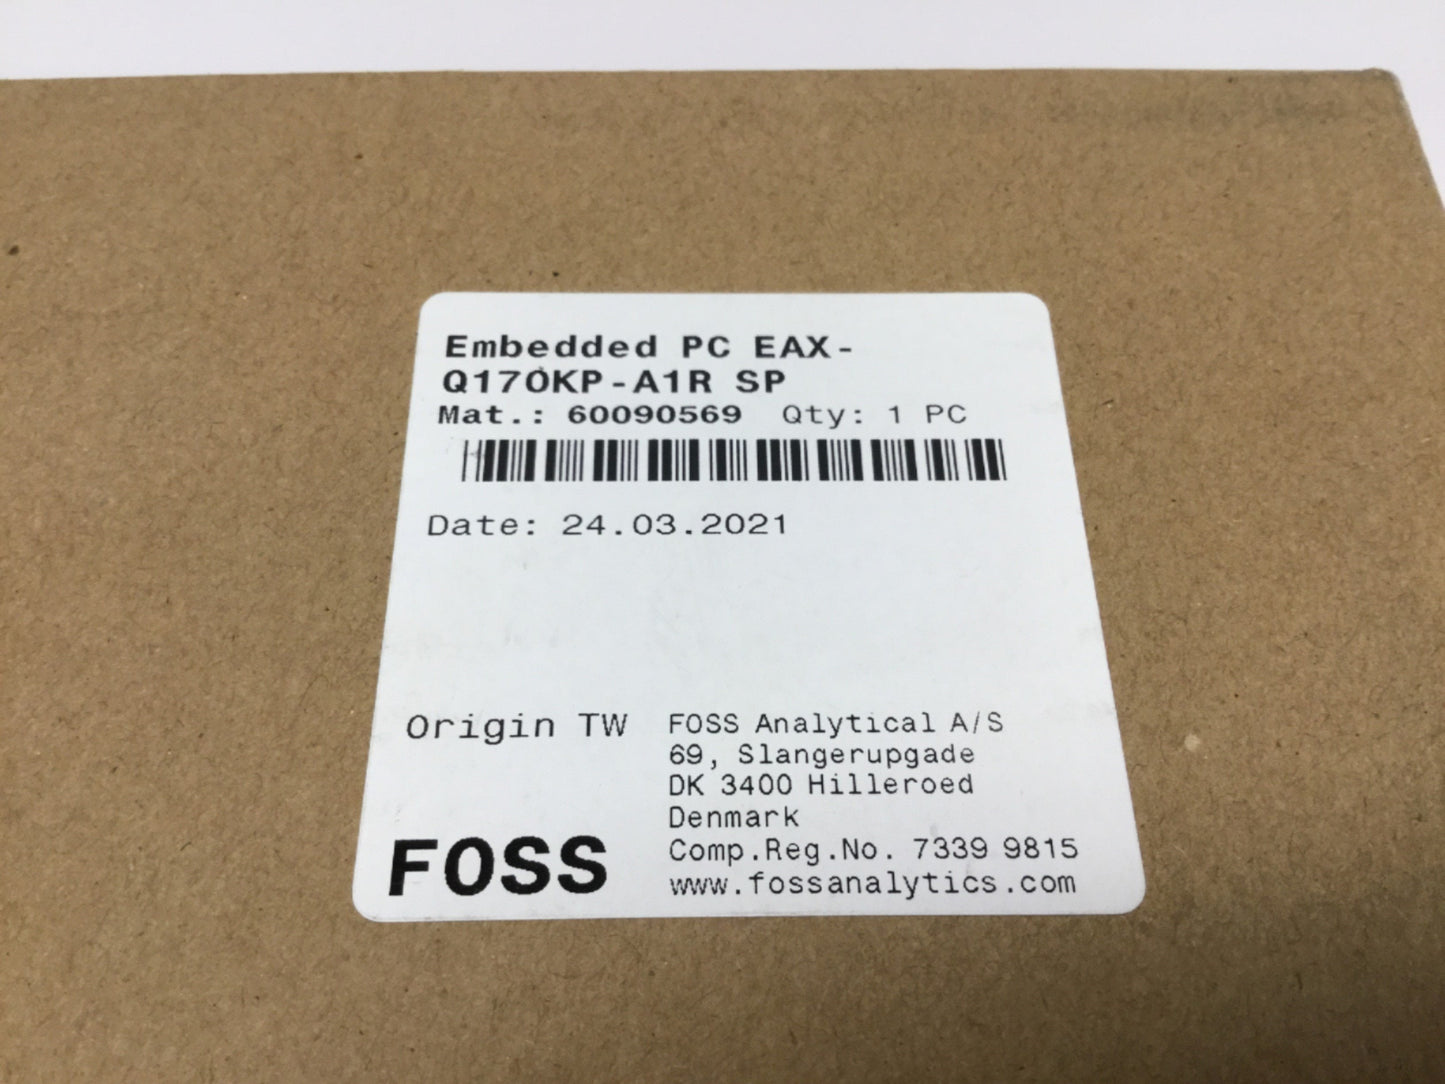 Embedded PC EAX-
Q170KP-A1R SP
Mat.: 60090569 Qty: 1 PC
Date: 24.03.2021
Origin TW
FOSS
FOSS Analytical A/S
69, Slangerupgade
DK 3400 Hilleroed
Denmark
Comp.Reg.No. 7339 9815
www.fossanalytics.com